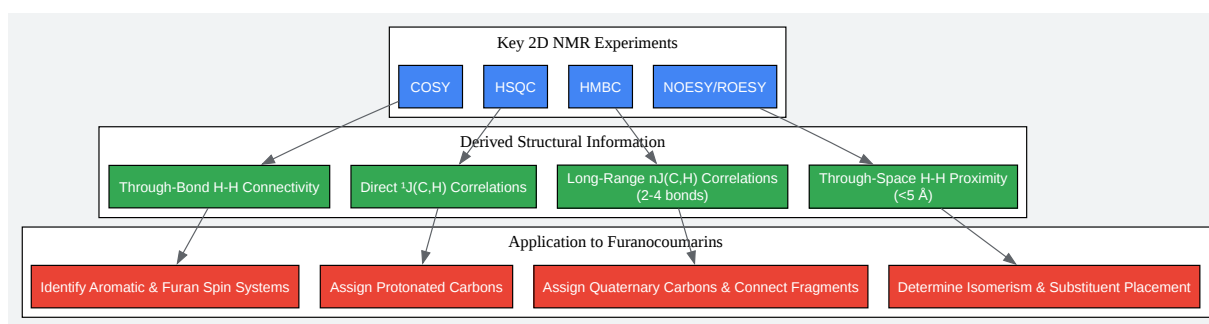 Key 2D NMR Experiments
COSY
HSQC
HMBC
NOESY/ROESY
Derived Structural Information
Through-Bond H-H Connectivity
Direct ¹J(C,H) Correlations
Long-Range nJ(C,H) Correlations
(2-4 bonds)
Through-Space H-H Proximity
(<5 Å)
Application to Furanocoumarins
Identify Aromatic & Furan Spin Systems
Assign Protonated Carbons
Assign Quaternary Carbons & Connect Fragments
Determine Isomerism & Substituent Placement